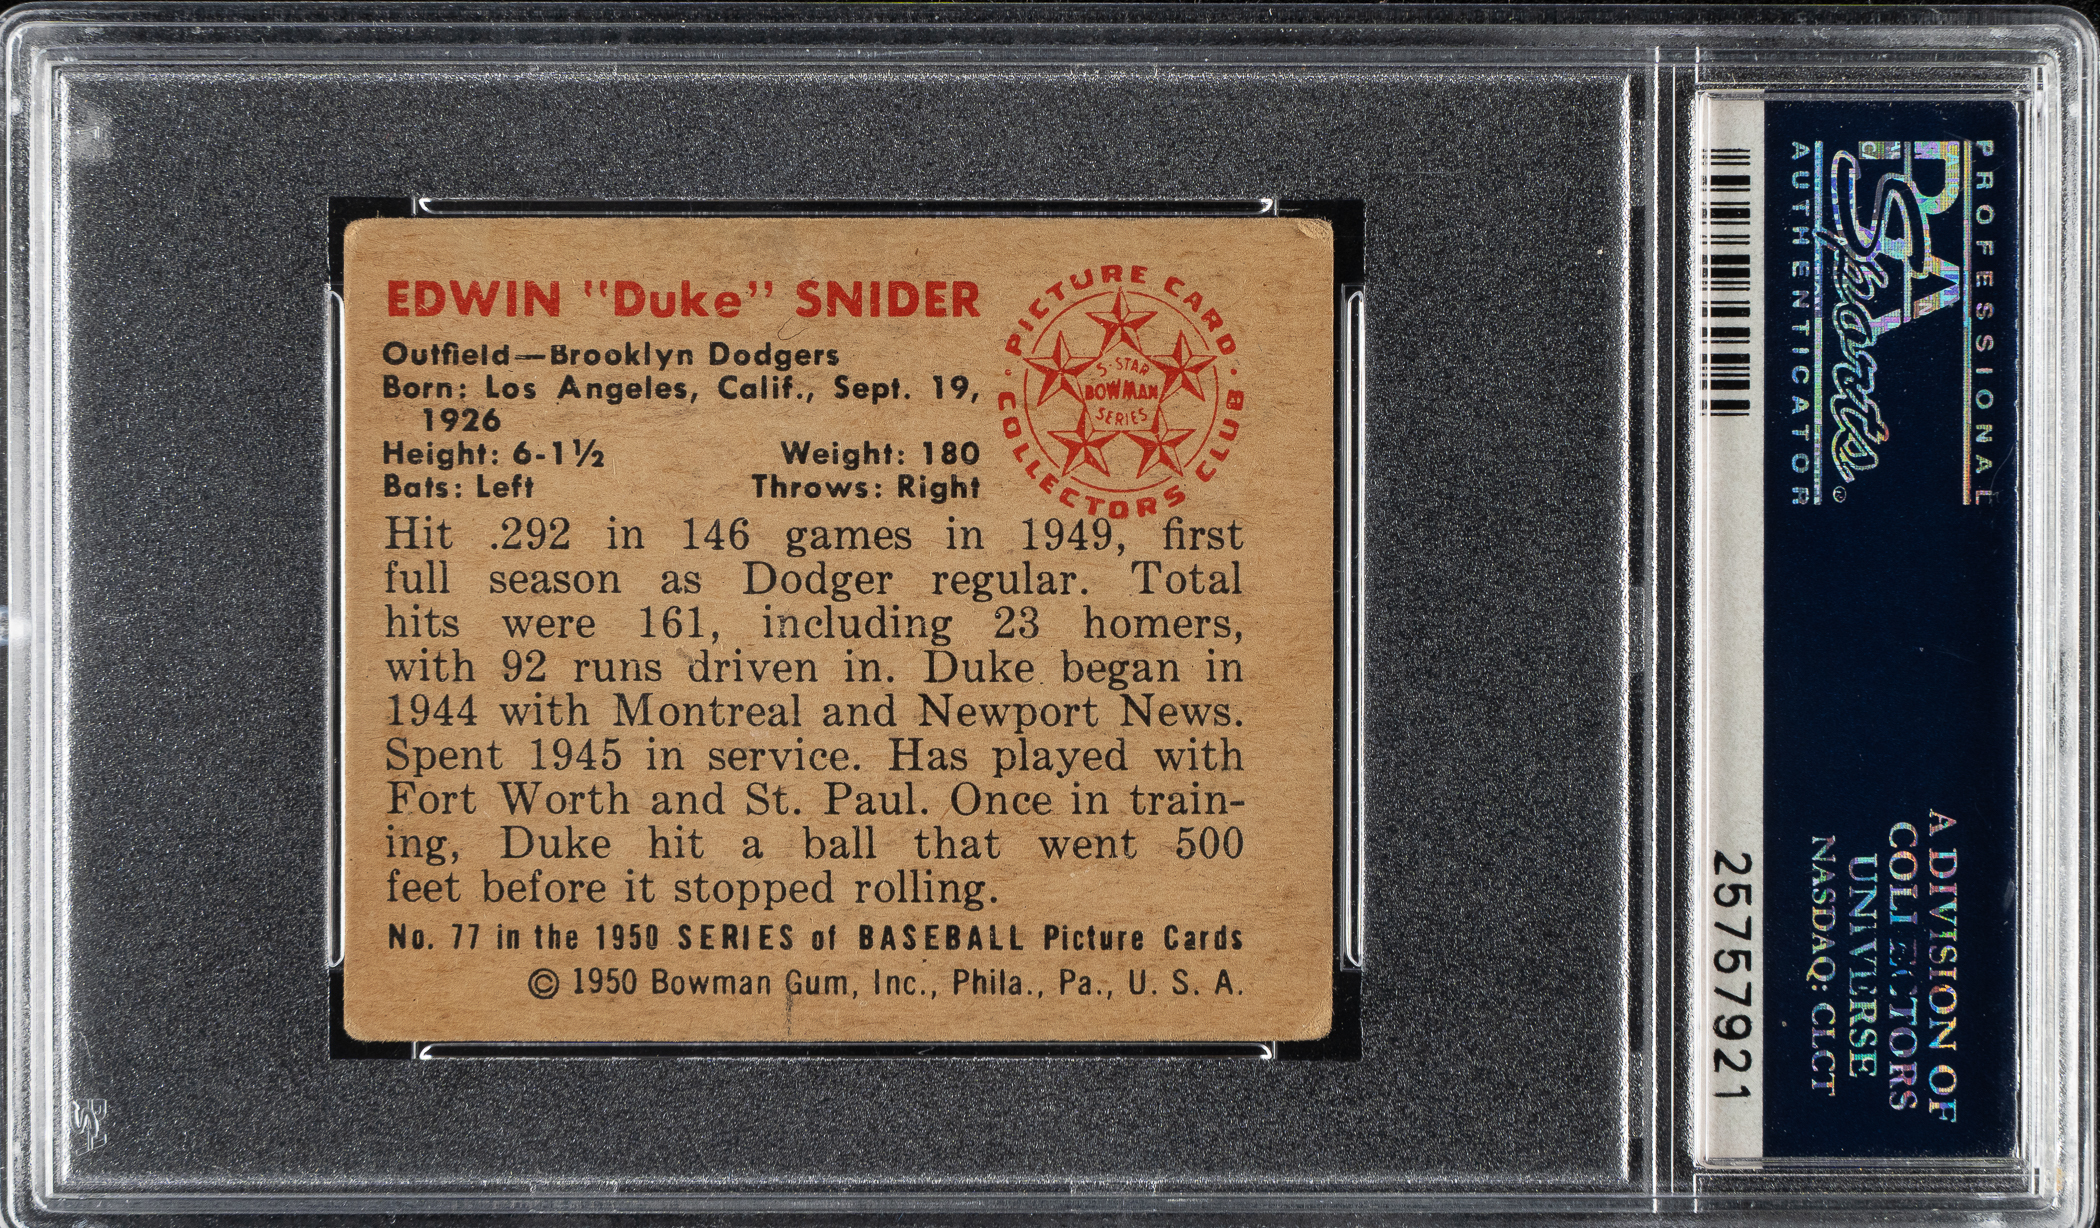 EDWIN "Duke" SNIDER
Outfield—Brooklyn Dodgers
Born: Los Angeles, Calif., Sept. 19,
1926
Height: 6-1½ Weight: 180
Bats: Left Throws: Right
PICTURE CARD · COLLECTORS CLUB ·
5-STAR
BOWMAN
SERIES
Hit .292 in 146 games in 1949, first
full season as Dodger regular. Total
hits were 161, including 23 homers,
with 92 runs driven in. Duke began in
1944 with Montreal and Newport News.
Spent 1945 in service. Has played with
Fort Worth and St. Paul. Once in train-
ing, Duke hit a ball that went 500
feet before it stopped rolling.
No. 77 in the 1950 SERIES of BASEBALL Picture Cards
© 1950 Bowman Gum, Inc., Phila., Pa., U. S. A.
PROFESSIONAL
PSA
Sports®
AUTHENTICATOR
A DIVISION OF
COLLECTORS
UNIVERSE
NASDAQ: CLCT
25757921
PSA